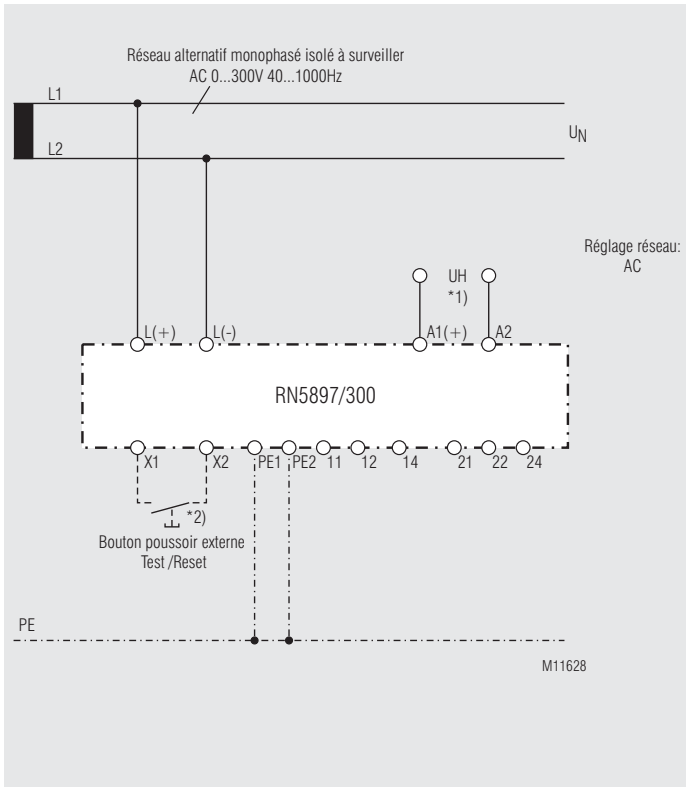 Réseau alternatif monophasé isolé à surveiller
AC 0...300V 40...1000Hz
L1
UN
L2
Réglage réseau:
AC
UH
*1)
L(+) L(-) A1(+) A2
RN5897/300
X1 X2 PE1 PE2 11 12 14 21 22 24
*2)
Bouton poussoir externe
Test /Reset
PE
M11628